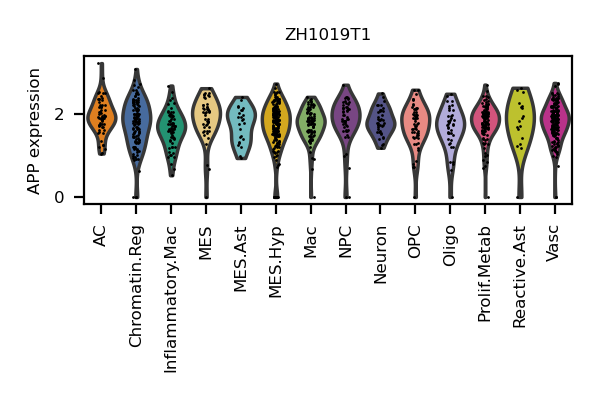 ZH1019T1
APP expression
2
0
AC
Chromatin.Reg
Inflammatory.Mac
MES
MES.Ast
MES.Hyp
Mac
NPC
Neuron
OPC
Oligo
Prolif.Metab
Reactive.Ast
Vasc